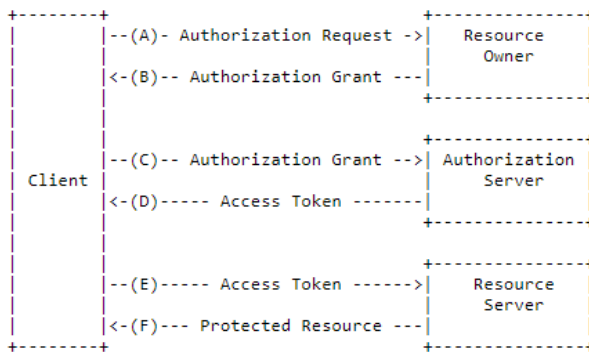 +--------+                               +---------------
|        |--(A)- Authorization Request ->|   Resource
|        |                               |     Owner
|        |<-(B)-- Authorization Grant ---|
|        |                               +---------------
|        |
|        |                               +---------------
|        |--(C)-- Authorization Grant -->| Authorization
| Client |                               |     Server
|        |<-(D)----- Access Token -------|
|        |                               +---------------
|        |
|        |                               +---------------
|        |--(E)----- Access Token ------>|    Resource
|        |                               |     Server
|        |<-(F)--- Protected Resource ---|
+--------+                               +---------------